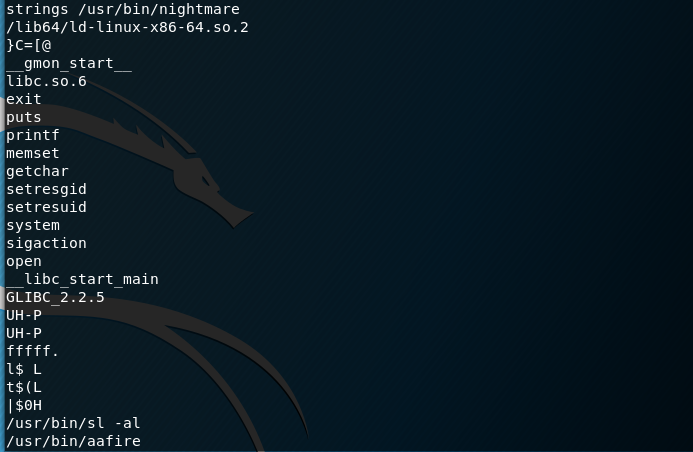 strings /usr/bin/nightmare
/lib64/ld-linux-x86-64.so.2
}C=[@
__gmon_start__
libc.so.6
exit
puts
printf
memset
getchar
setresgid
setresuid
system
sigaction
open
__libc_start_main
GLIBC_2.2.5
UH-P
UH-P
fffff.
l$ L
t$(L
|$0H
/usr/bin/sl -al
/usr/bin/aafire